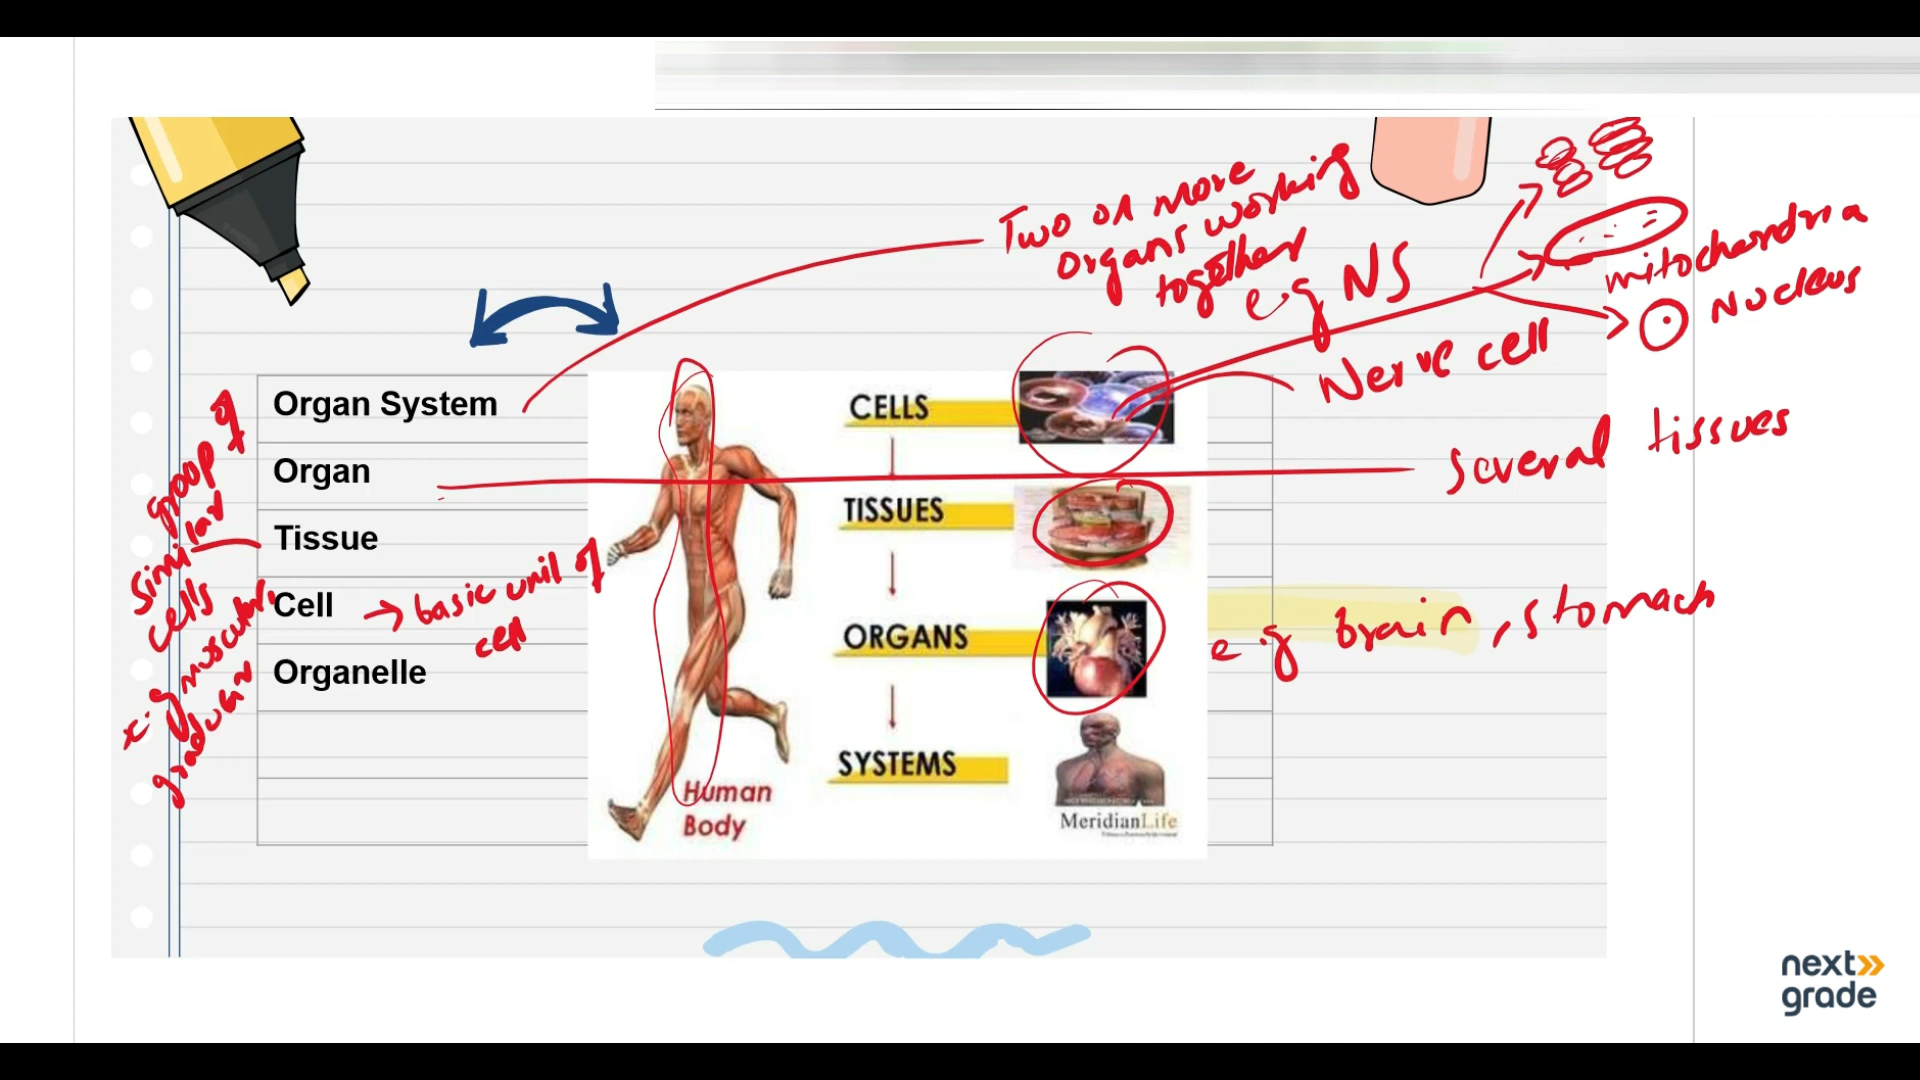 Two or more
organs working
together
e.g NS
mitochondria
Nucleus
Nerve cell
Organ System
CELLS
several tissues
Organ
group of
similar
cells
TISSUES
Tissue
Cell
→ basic unit of
cell
ORGANS
e.g brain, stomach
Organelle
SYSTEMS
Human
Body
MeridianLife
next
grade